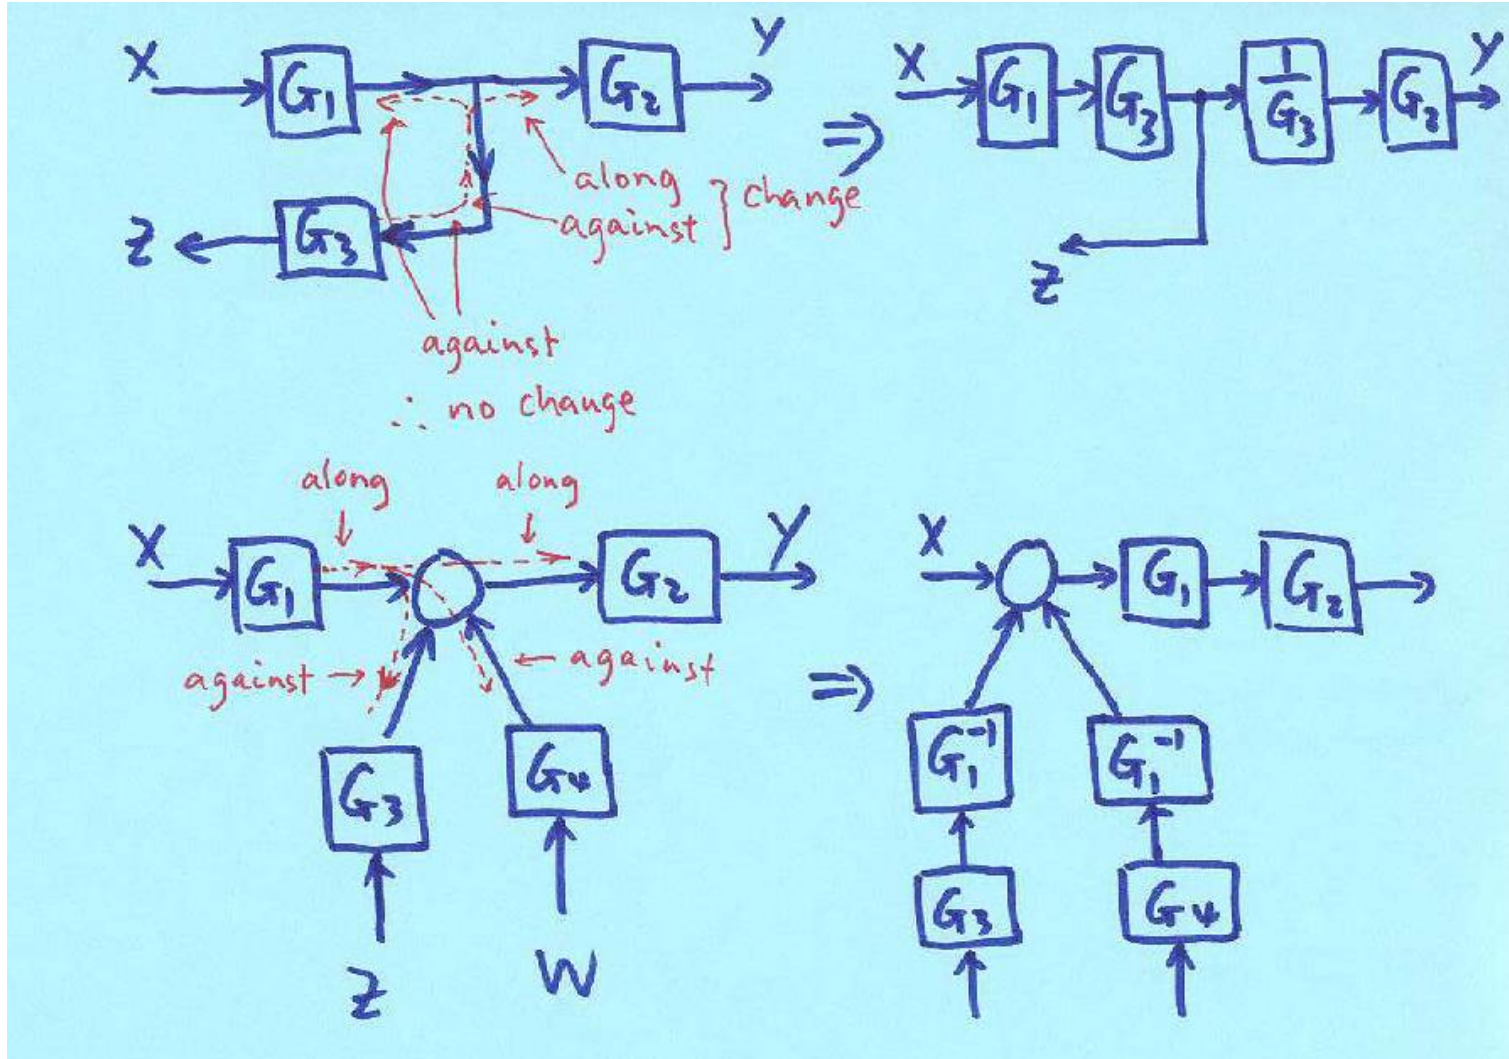 X G₁ G₂ Y
⇒
X G₁ G₃ 1/G₃ G₂ Y
along
against } change
Z G₃
Z
against
∴ no change
along along
X G₁ G₂ Y
X G₁ G₂
against → ← against
⇒
G₃ G₄
G₁⁻¹ G₁⁻¹
G₃ G₄
Z W